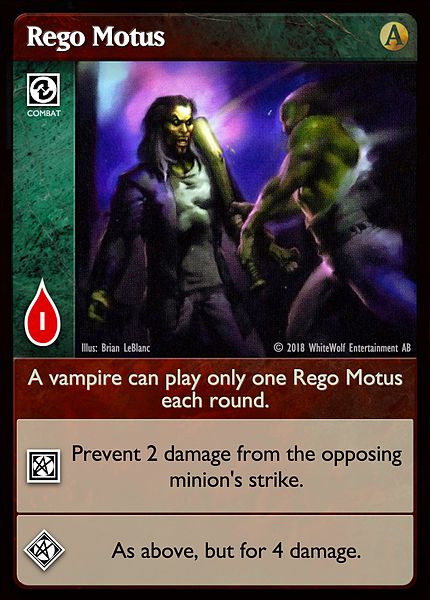 Rego Motus
A
COMBAT
1
Illus: Brian LeBlanc
© 2018 WhiteWolf Entertainment AB
A vampire can play only one Rego Motus
each round.
Prevent 2 damage from the opposing
minion's strike.
As above, but for 4 damage.